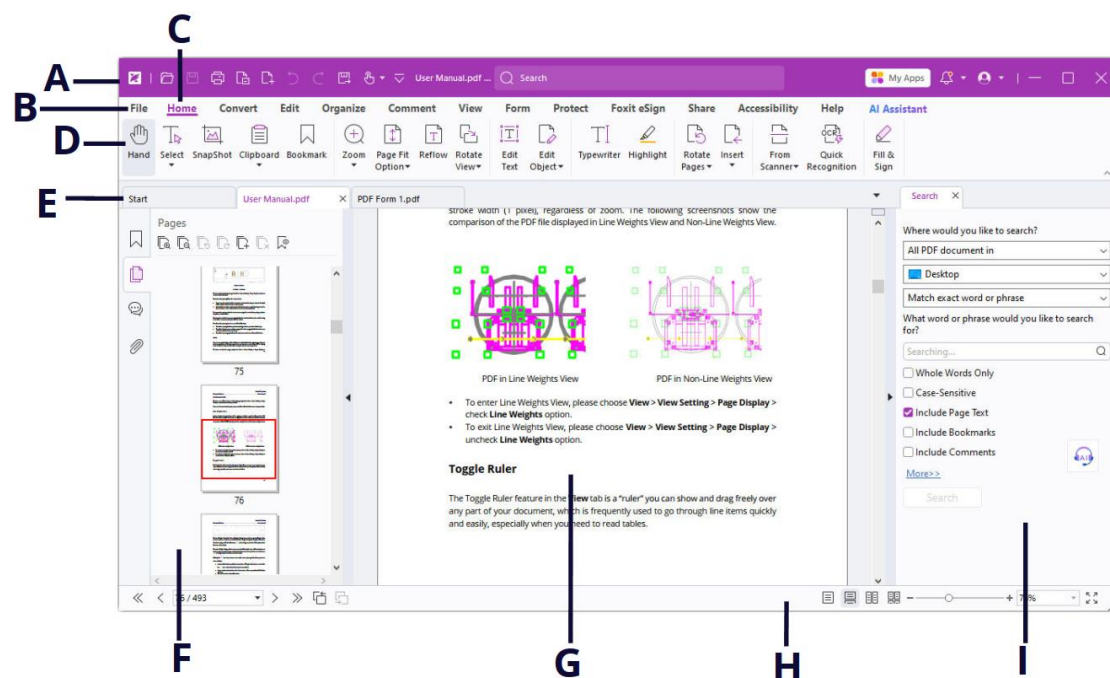 C
A
User Manual.pdf ... Search My Apps
B
File Home Convert Edit Organize Comment View Form Protect Foxit eSign Share Accessibility Help AI Assistant
D
Hand Select SnapShot Clipboard Bookmark Zoom Page Fit Option Reflow Rotate View Edit Text Edit Object Typewriter Highlight Rotate Pages Insert From Scanner OCR Quick Recognition Fill & Sign
E
Start User Manual.pdf PDF Form 1.pdf
Pages
75
76
stroke width (1 pixel), regardless of zoom. The following screenshots show the
comparison of the PDF file displayed in Line Weights View and Non-Line Weights View.
PDF in Line Weights View PDF in Non-Line Weights View
• To enter Line Weights View, please choose View > View Setting > Page Display >
check Line Weights option.
• To exit Line Weights View, please choose View > View Setting > Page Display >
uncheck Line Weights option.
Toggle Ruler
The Toggle Ruler feature in the View tab is a “ruler” you can show and drag freely over
any part of your document, which is frequently used to go through line items quickly
and easily, especially when you need to read tables.
Search
Where would you like to search?
All PDF document in
Desktop
Match exact word or phrase
What word or phrase would you like to search
for?
Searching...
Whole Words Only
Case-Sensitive
Include Page Text
Include Bookmarks
Include Comments
More>>
Search
76 / 493
F
G
H
I